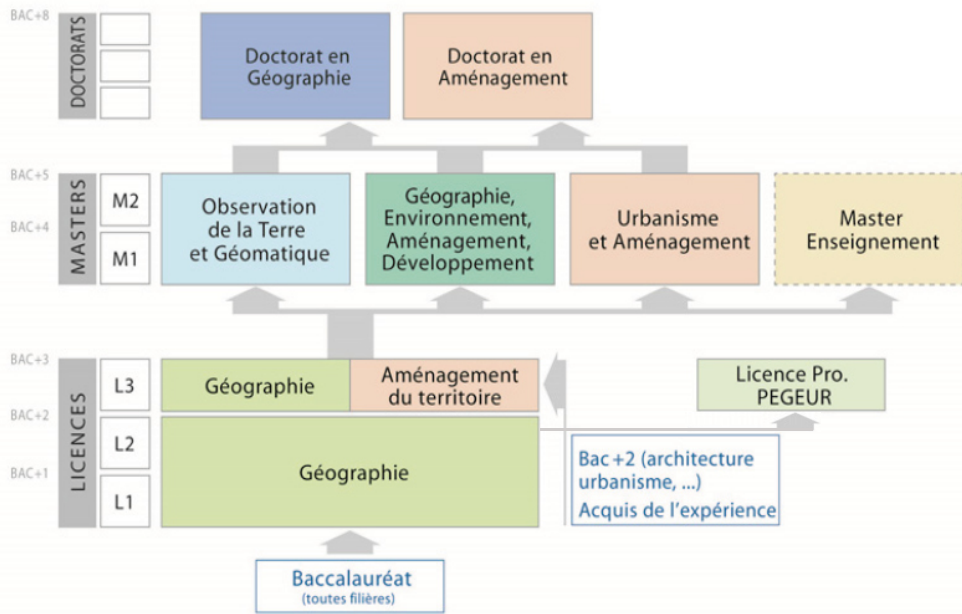 BAC+8
DOCTORATS
Doctorat en
Géographie
Doctorat en
Aménagement
BAC+5
BAC+4
MASTERS
M2
M1
Observation
de la Terre
et Géomatique
Géographie,
Environnement,
Aménagement,
Développement
Urbanisme
et Aménagement
Master
Enseignement
BAC+3
BAC+2
BAC+1
LICENCES
L3
L2
L1
Géographie
Aménagement
du territoire
Licence Pro.
PEGEUR
Géographie
Bac +2 (architecture
urbanisme, ...)
Acquis de l'expérience
Baccalauréat
(toutes filières)